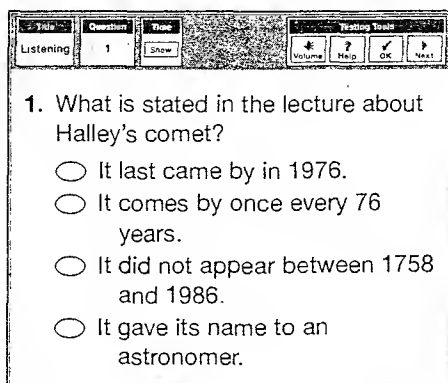 Title Question Time Testing Tools
Listening 1 Show Volume Help OK Next
1. What is stated in the lecture about
Halley's comet?
It last came by in 1976.
It comes by once every 76
years.
It did not appear between 1758
and 1986.
It gave its name to an
astronomer.